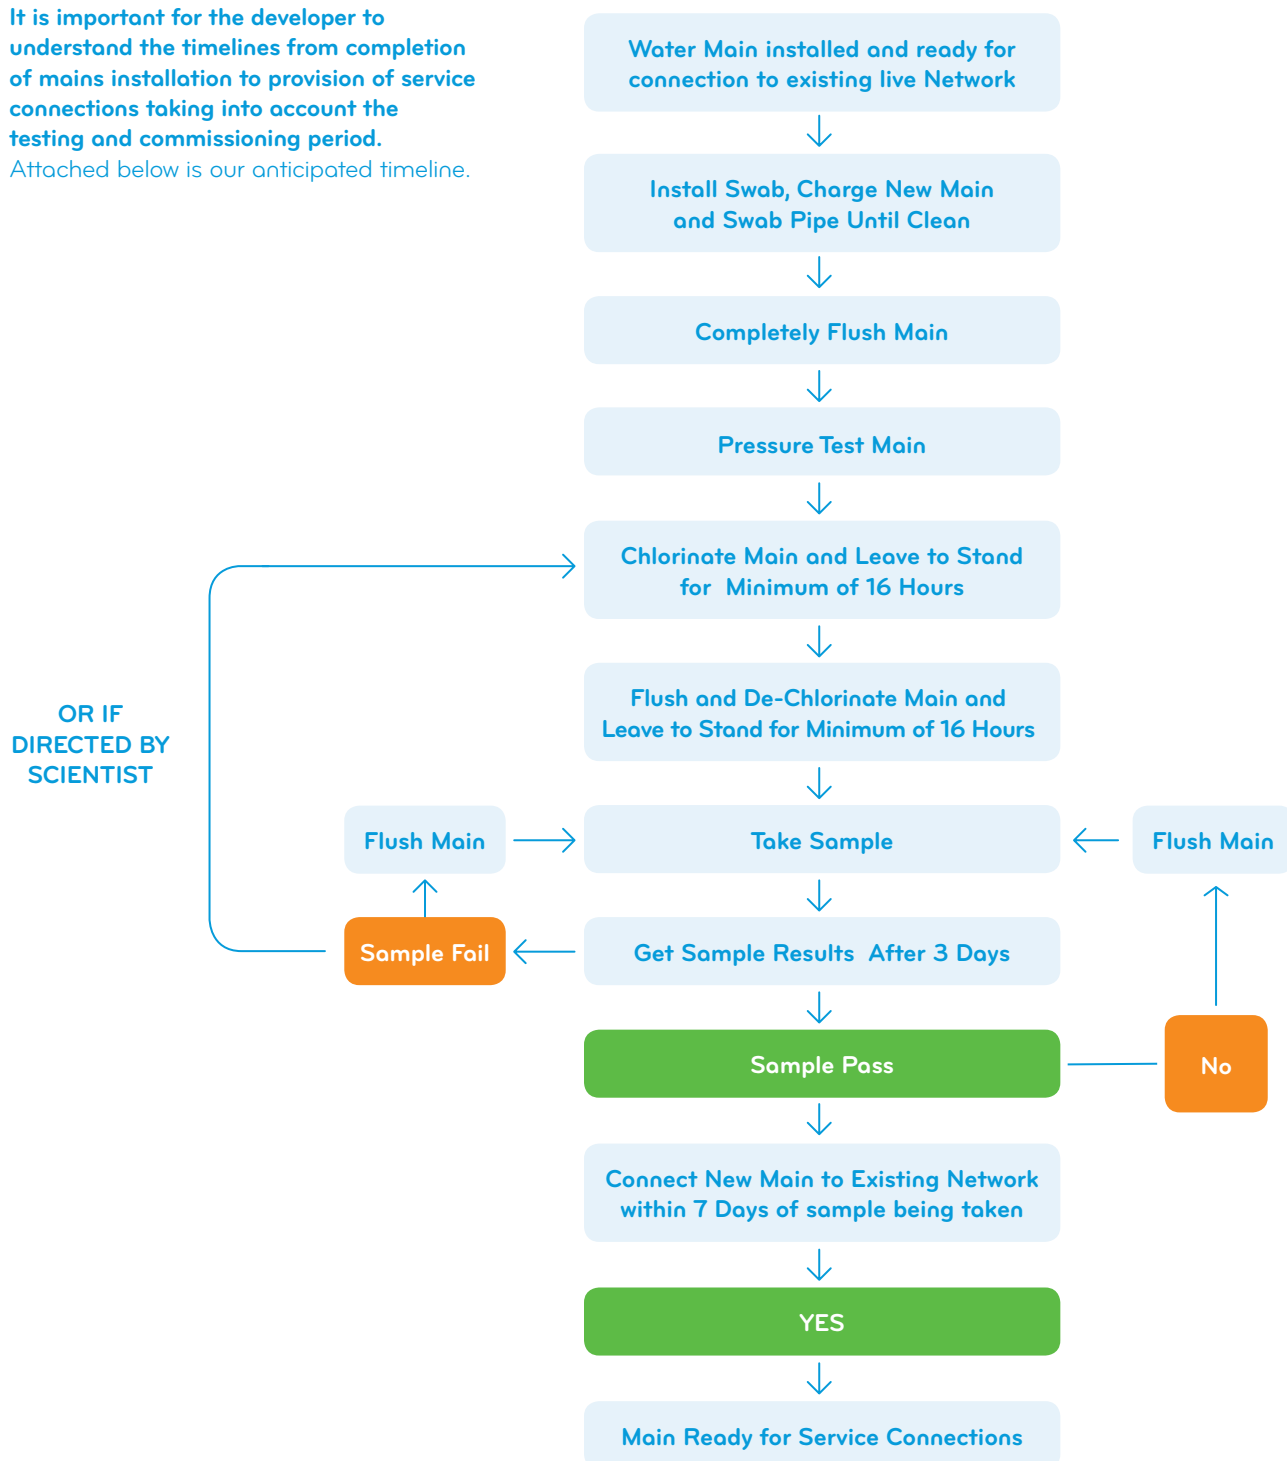 It is important for the developer to
understand the timelines from completion
of mains installation to provision of service
connections taking into account the
testing and commissioning period.
Attached below is our anticipated timeline.
Water Main installed and ready for
connection to existing live Network
Install Swab, Charge New Main
and Swab Pipe Until Clean
Completely Flush Main
Pressure Test Main
Chlorinate Main and Leave to Stand
for Minimum of 16 Hours
Flush and De-Chlorinate Main and
Leave to Stand for Minimum of 16 Hours
OR IF
DIRECTED BY
SCIENTIST
Flush Main
Take Sample
Flush Main
Sample Fail
Get Sample Results After 3 Days
Sample Pass
No
Connect New Main to Existing Network
within 7 Days of sample being taken
YES
Main Ready for Service Connections